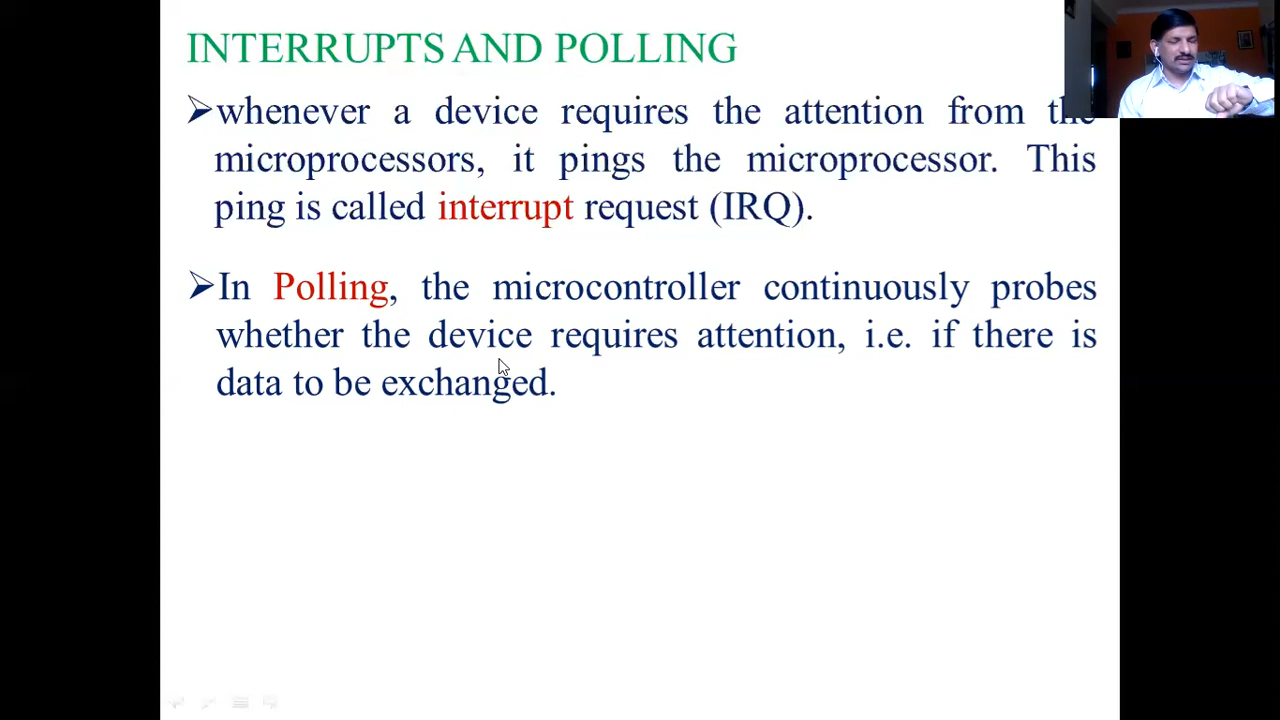 INTERRUPTS AND POLLING
whenever a device requires the attention from the
microprocessors, it pings the microprocessor. This
ping is called interrupt request (IRQ).
In Polling, the microcontroller continuously probes
whether the device requires attention, i.e. if there is
data to be exchanged.